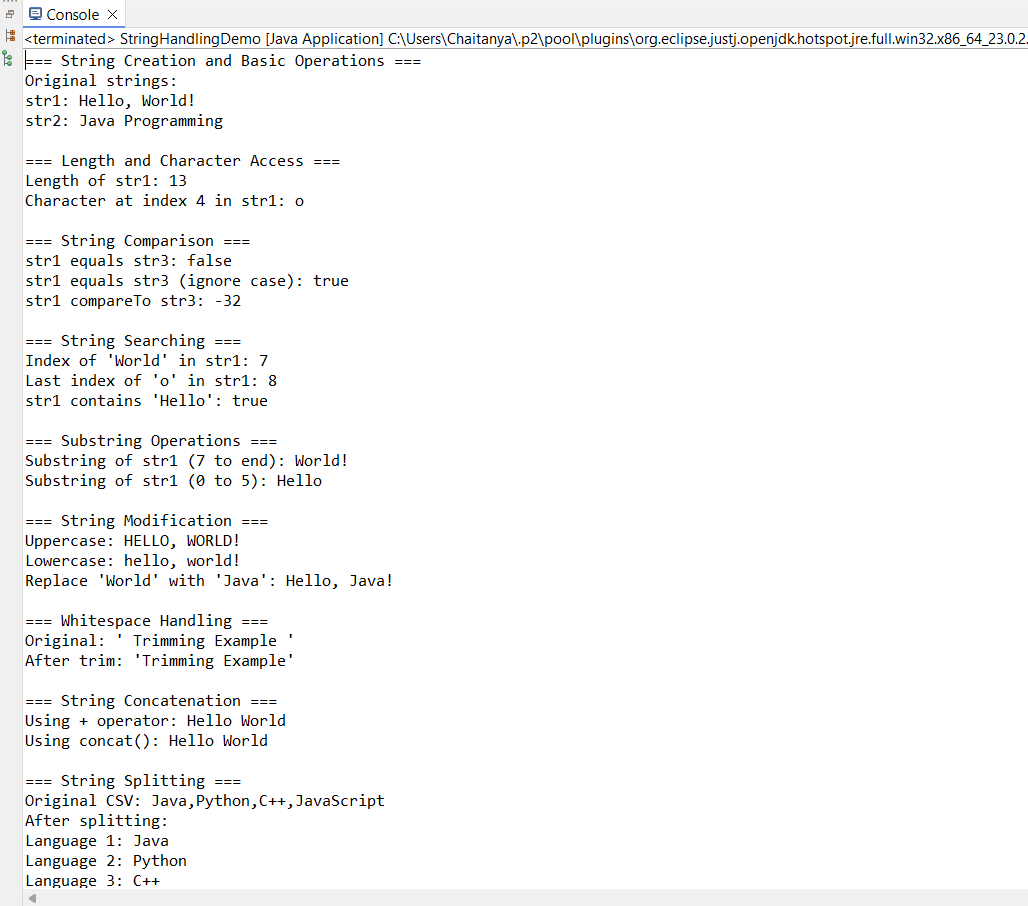 Console
<terminated> StringHandlingDemo [Java Application] C:\Users\Chaitanya\.p2\pool\plugins\org.eclipse.justj.openjdk.hotspot.jre.full.win32.x86_64_23.0.2.
=== String Creation and Basic Operations ===
Original strings:
str1: Hello, World!
str2: Java Programming
=== Length and Character Access ===
Length of str1: 13
Character at index 4 in str1: o
=== String Comparison ===
str1 equals str3: false
str1 equals str3 (ignore case): true
str1 compareTo str3: -32
=== String Searching ===
Index of 'World' in str1: 7
Last index of 'o' in str1: 8
str1 contains 'Hello': true
=== Substring Operations ===
Substring of str1 (7 to end): World!
Substring of str1 (0 to 5): Hello
=== String Modification ===
Uppercase: HELLO, WORLD!
Lowercase: hello, world!
Replace 'World' with 'Java': Hello, Java!
=== Whitespace Handling ===
Original: ' Trimming Example '
After trim: 'Trimming Example'
=== String Concatenation ===
Using + operator: Hello World
Using concat(): Hello World
=== String Splitting ===
Original CSV: Java,Python,C++,JavaScript
After splitting:
Language 1: Java
Language 2: Python
Language 3: C++